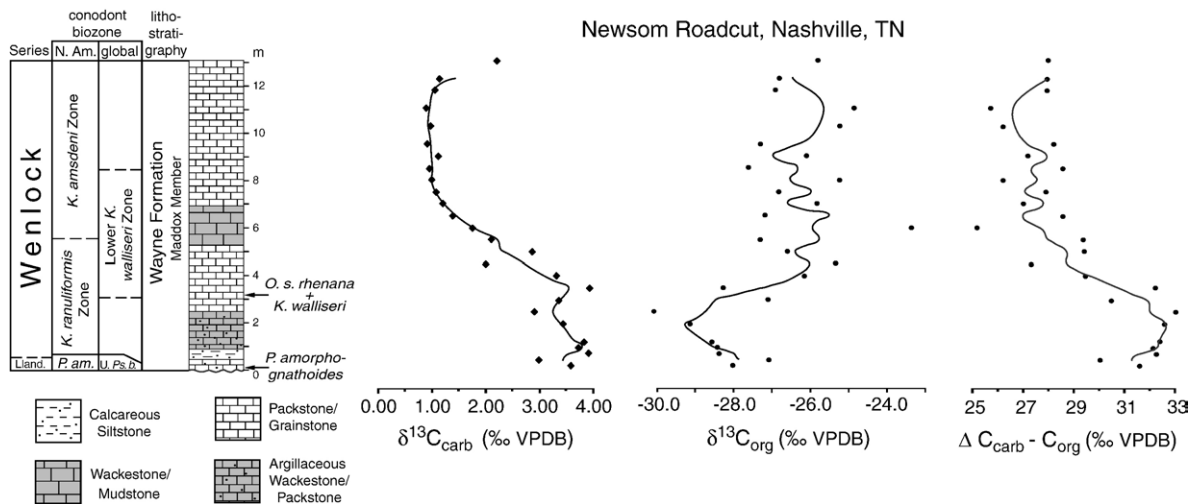 Newsom Roadcut, Nashville, TN
conodont
biozone
litho-
strati-
graphy
Series
N. Am.
global
m
Wenlock
Lland.
K. amsdeni Zone
K. ranuliformis
Zone
P. am.
Lower K.
walliseri Zone
U. Ps. b.
Wayne Formation
Maddox Member
12
10
8
6
4
2
0
O. s. rhenana
+
K. walliseri
P. amorpho-
gnathoides
0.00 1.00 2.00 3.00 4.00
δ13Ccarb (‰ VPDB)
-30.0 -28.0 -26.0 -24.0
δ13Corg (‰ VPDB)
25 27 29 31 33
Δ Ccarb - Corg (‰ VPDB)
Calcareous
Siltstone
Packstone/
Grainstone
Wackestone/
Mudstone
Argillaceous
Wackestone/
Packstone